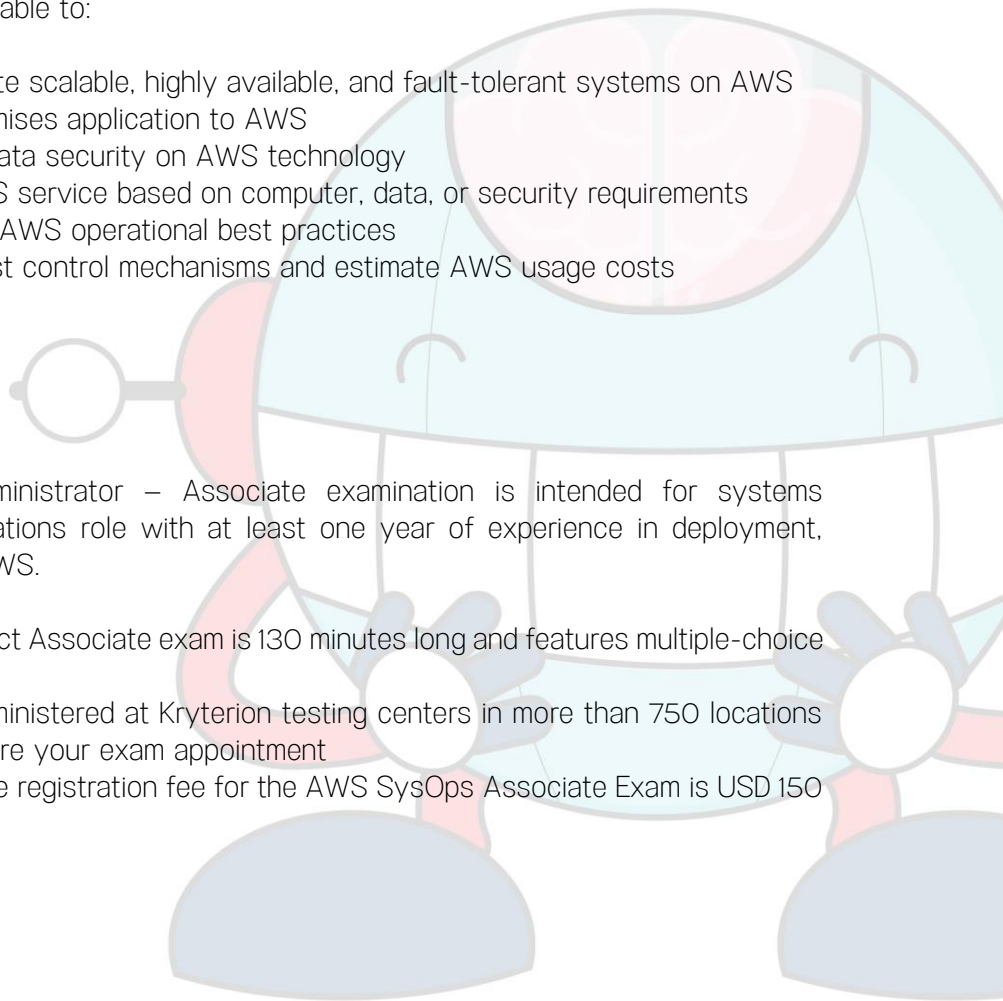 able to:
te scalable, highly available, and fault-tolerant systems on AWS
nises application to AWS
ata security on AWS technology
S service based on computer, data, or security requirements
AWS operational best practices
st control mechanisms and estimate AWS usage costs
ministrator – Associate examination is intended for systems
ations role with at least one year of experience in deployment,
WS.
ct Associate exam is 130 minutes long and features multiple-choice
ministered at Kryterion testing centers in more than 750 locations
re your exam appointment
e registration fee for the AWS SysOps Associate Exam is USD 150